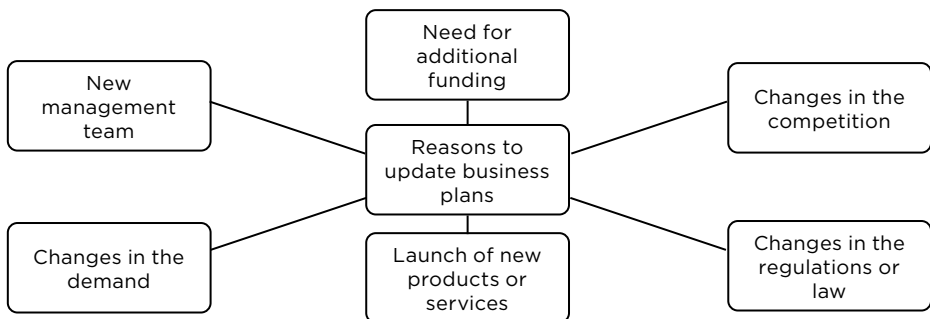 Need for
additional
funding
New
management
team
Changes in the
competition
Reasons to
update business
plans
Changes in the
demand
Launch of new
products or
services
Changes in the
regulations or
law